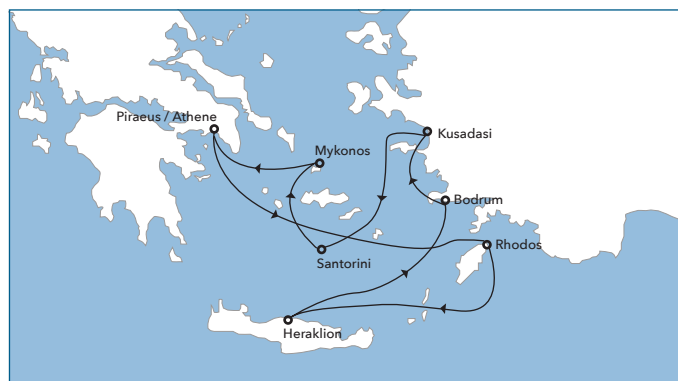 Piraeus / Athene
Kusadasi
Mykonos
Bodrum
Rhodos
Santorini
Heraklion